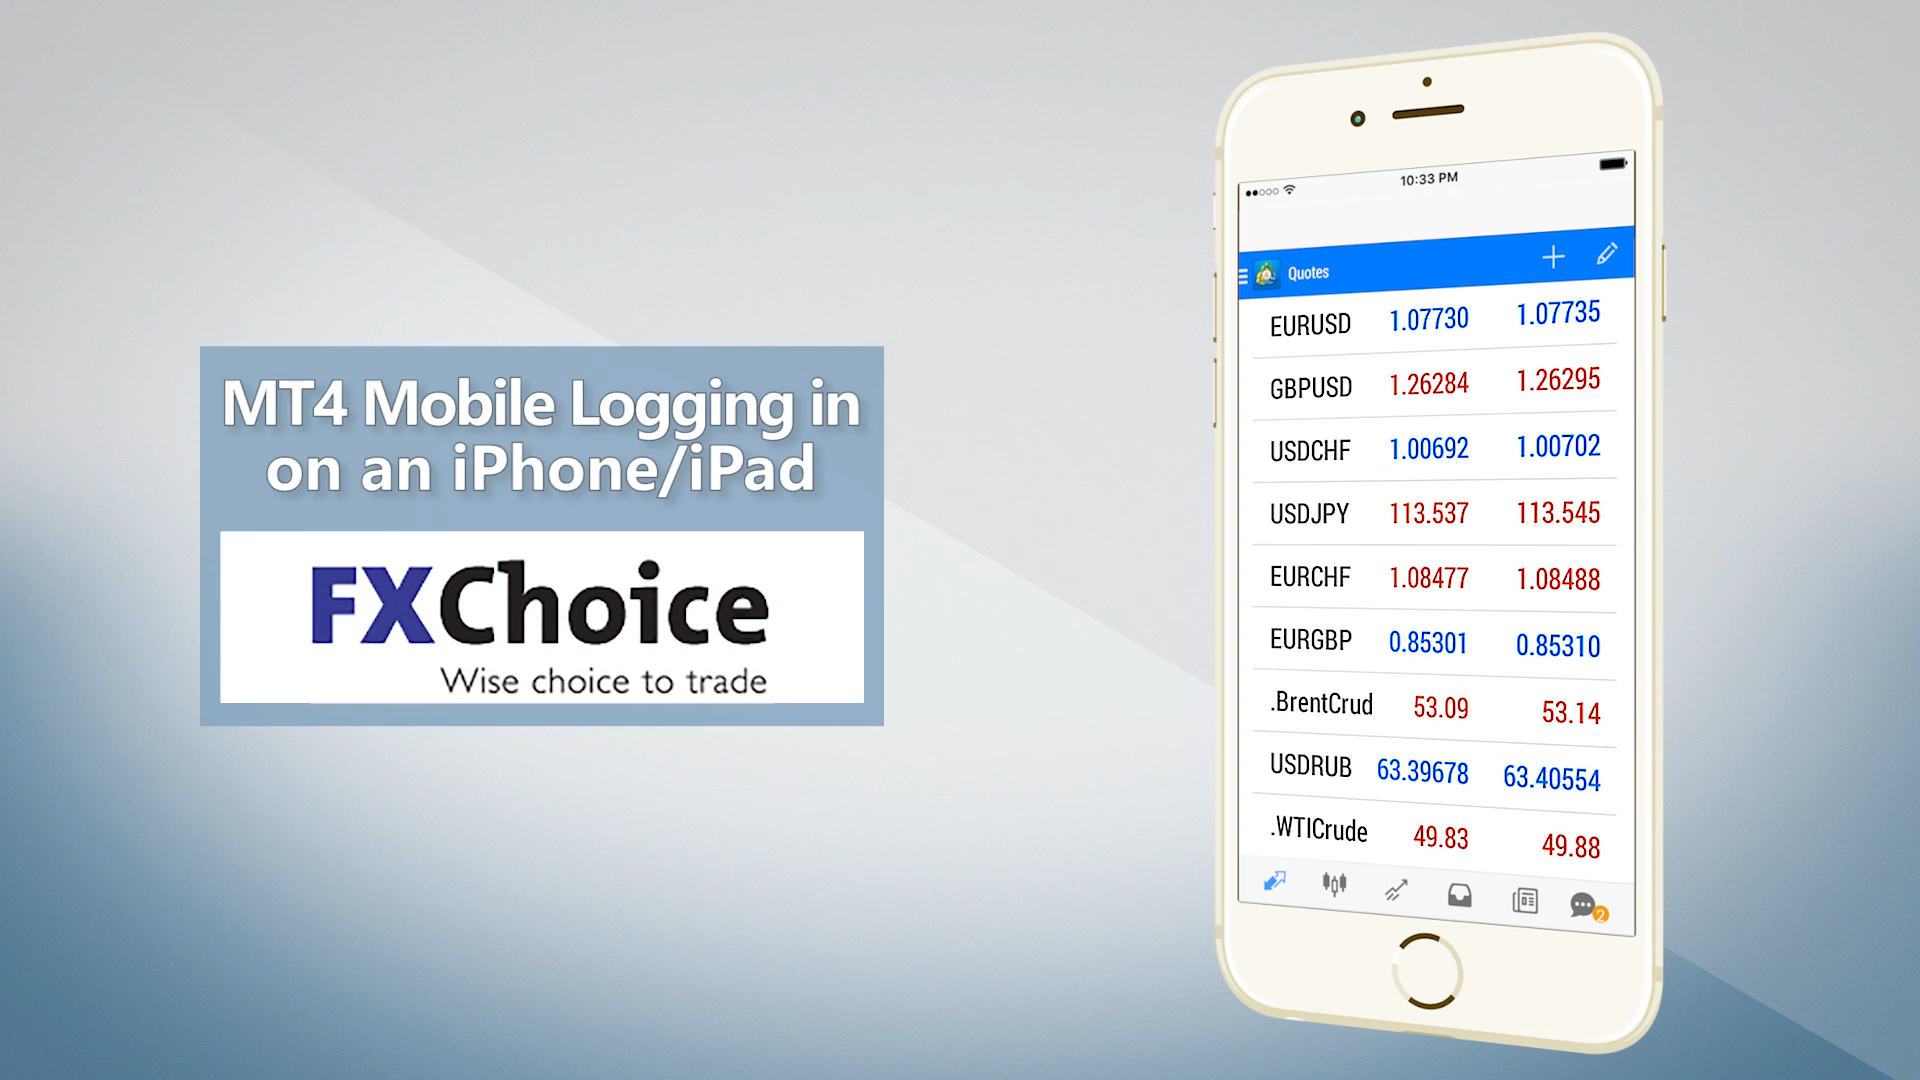 MT4 Mobile Logging in
on an iPhone/iPad
FXChoice
Wise choice to trade
10:33 PM
Quotes
EURUSD 1.07730 1.07735
GBPUSD 1.26284 1.26295
USDCHF 1.00692 1.00702
USDJPY 113.537 113.545
EURCHF 1.08477 1.08488
EURGBP 0.85301 0.85310
.BrentCrud 53.09 53.14
USDRUB 63.39678 63.40554
.WTICrude 49.83 49.88
2